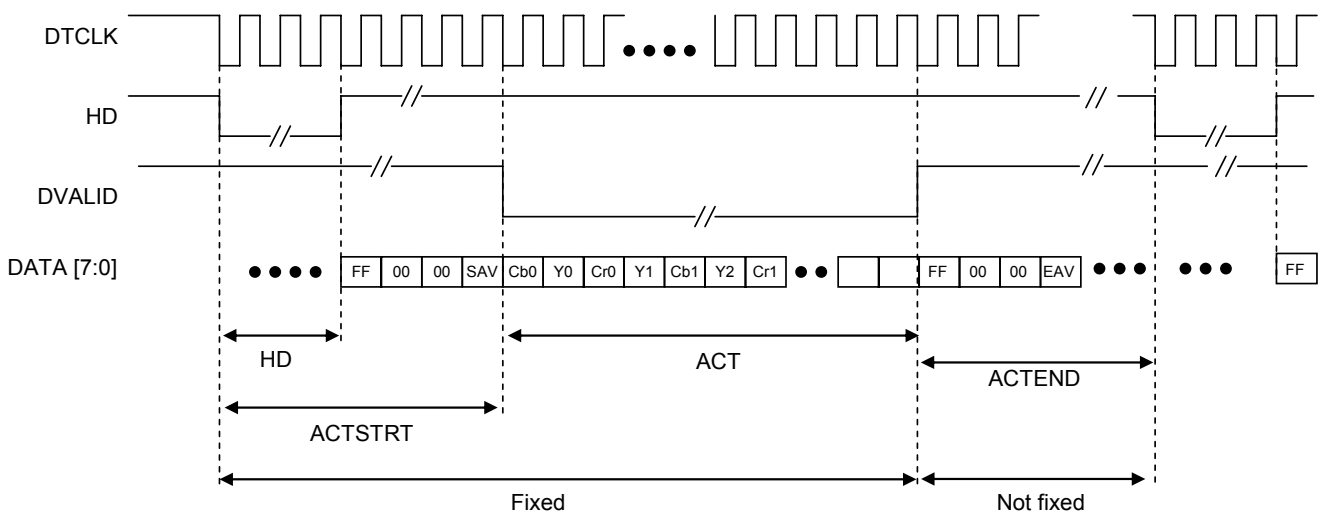 DTCLK
HD
DVALID
DATA [7:0]
FF 00 00 SAV Cb0 Y0 Cr0 Y1 Cb1 Y2 Cr1 FF 00 00 EAV FF
HD
ACT
ACTEND
ACTSTRT
Fixed
Not fixed